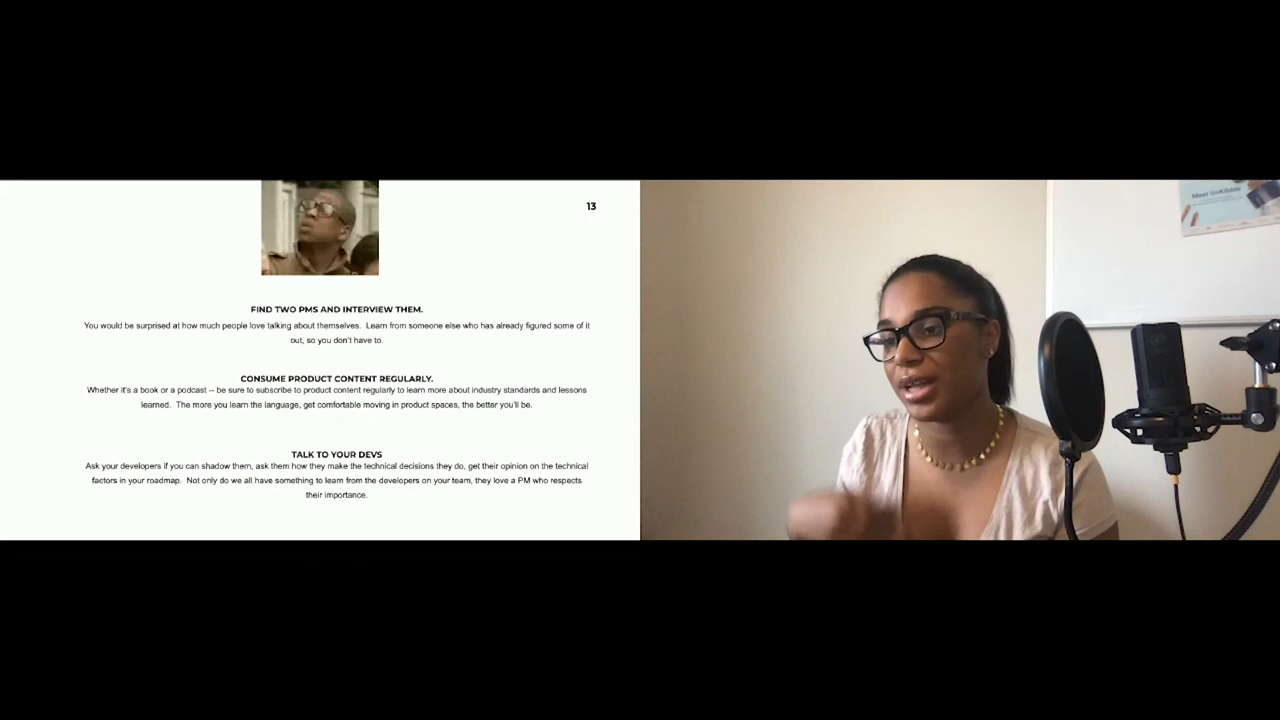 13
FIND TWO PMS AND INTERVIEW THEM.
You would be surprised at how much people love talking about themselves. Learn from someone else who has already figured some of it
out, so you don't have to.
CONSUME PRODUCT CONTENT REGULARLY.
Whether it's a book or a podcast -- be sure to subscribe to product content regularly to learn more about industry standards and lessons
learned. The more you learn the language, get comfortable moving in product spaces, the better you'll be.
TALK TO YOUR DEVS
Ask your developers if you can shadow them, ask them how they make the technical decisions they do, get their opinion on the technical
factors in your roadmap. Not only do we all have something to learn from the developers on your team, they love a PM who respects
their importance.
Meet UnKibble